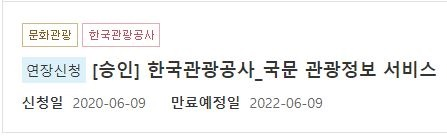 문화관광 한국관광공사
연장신청 [승인] 한국관광공사_국문 관광정보 서비스
신청일 2020-06-09 만료예정일 2022-06-09